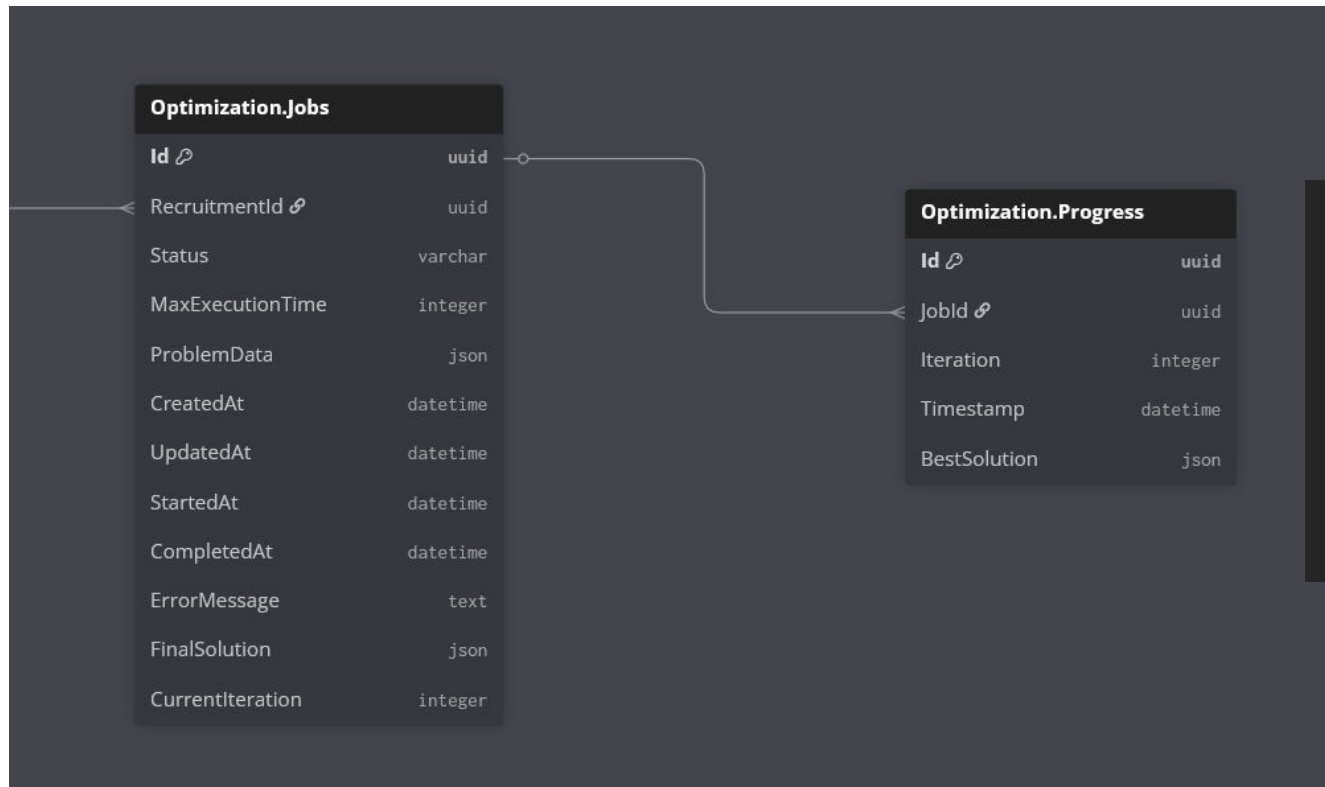 Optimization.Jobs
Id uuid
RecruitmentId uuid
Status varchar
MaxExecutionTime integer
ProblemData json
CreatedAt datetime
UpdatedAt datetime
StartedAt datetime
CompletedAt datetime
ErrorMessage text
FinalSolution json
CurrentIteration integer
Optimization.Progress
Id uuid
JobId uuid
Iteration integer
Timestamp datetime
BestSolution json